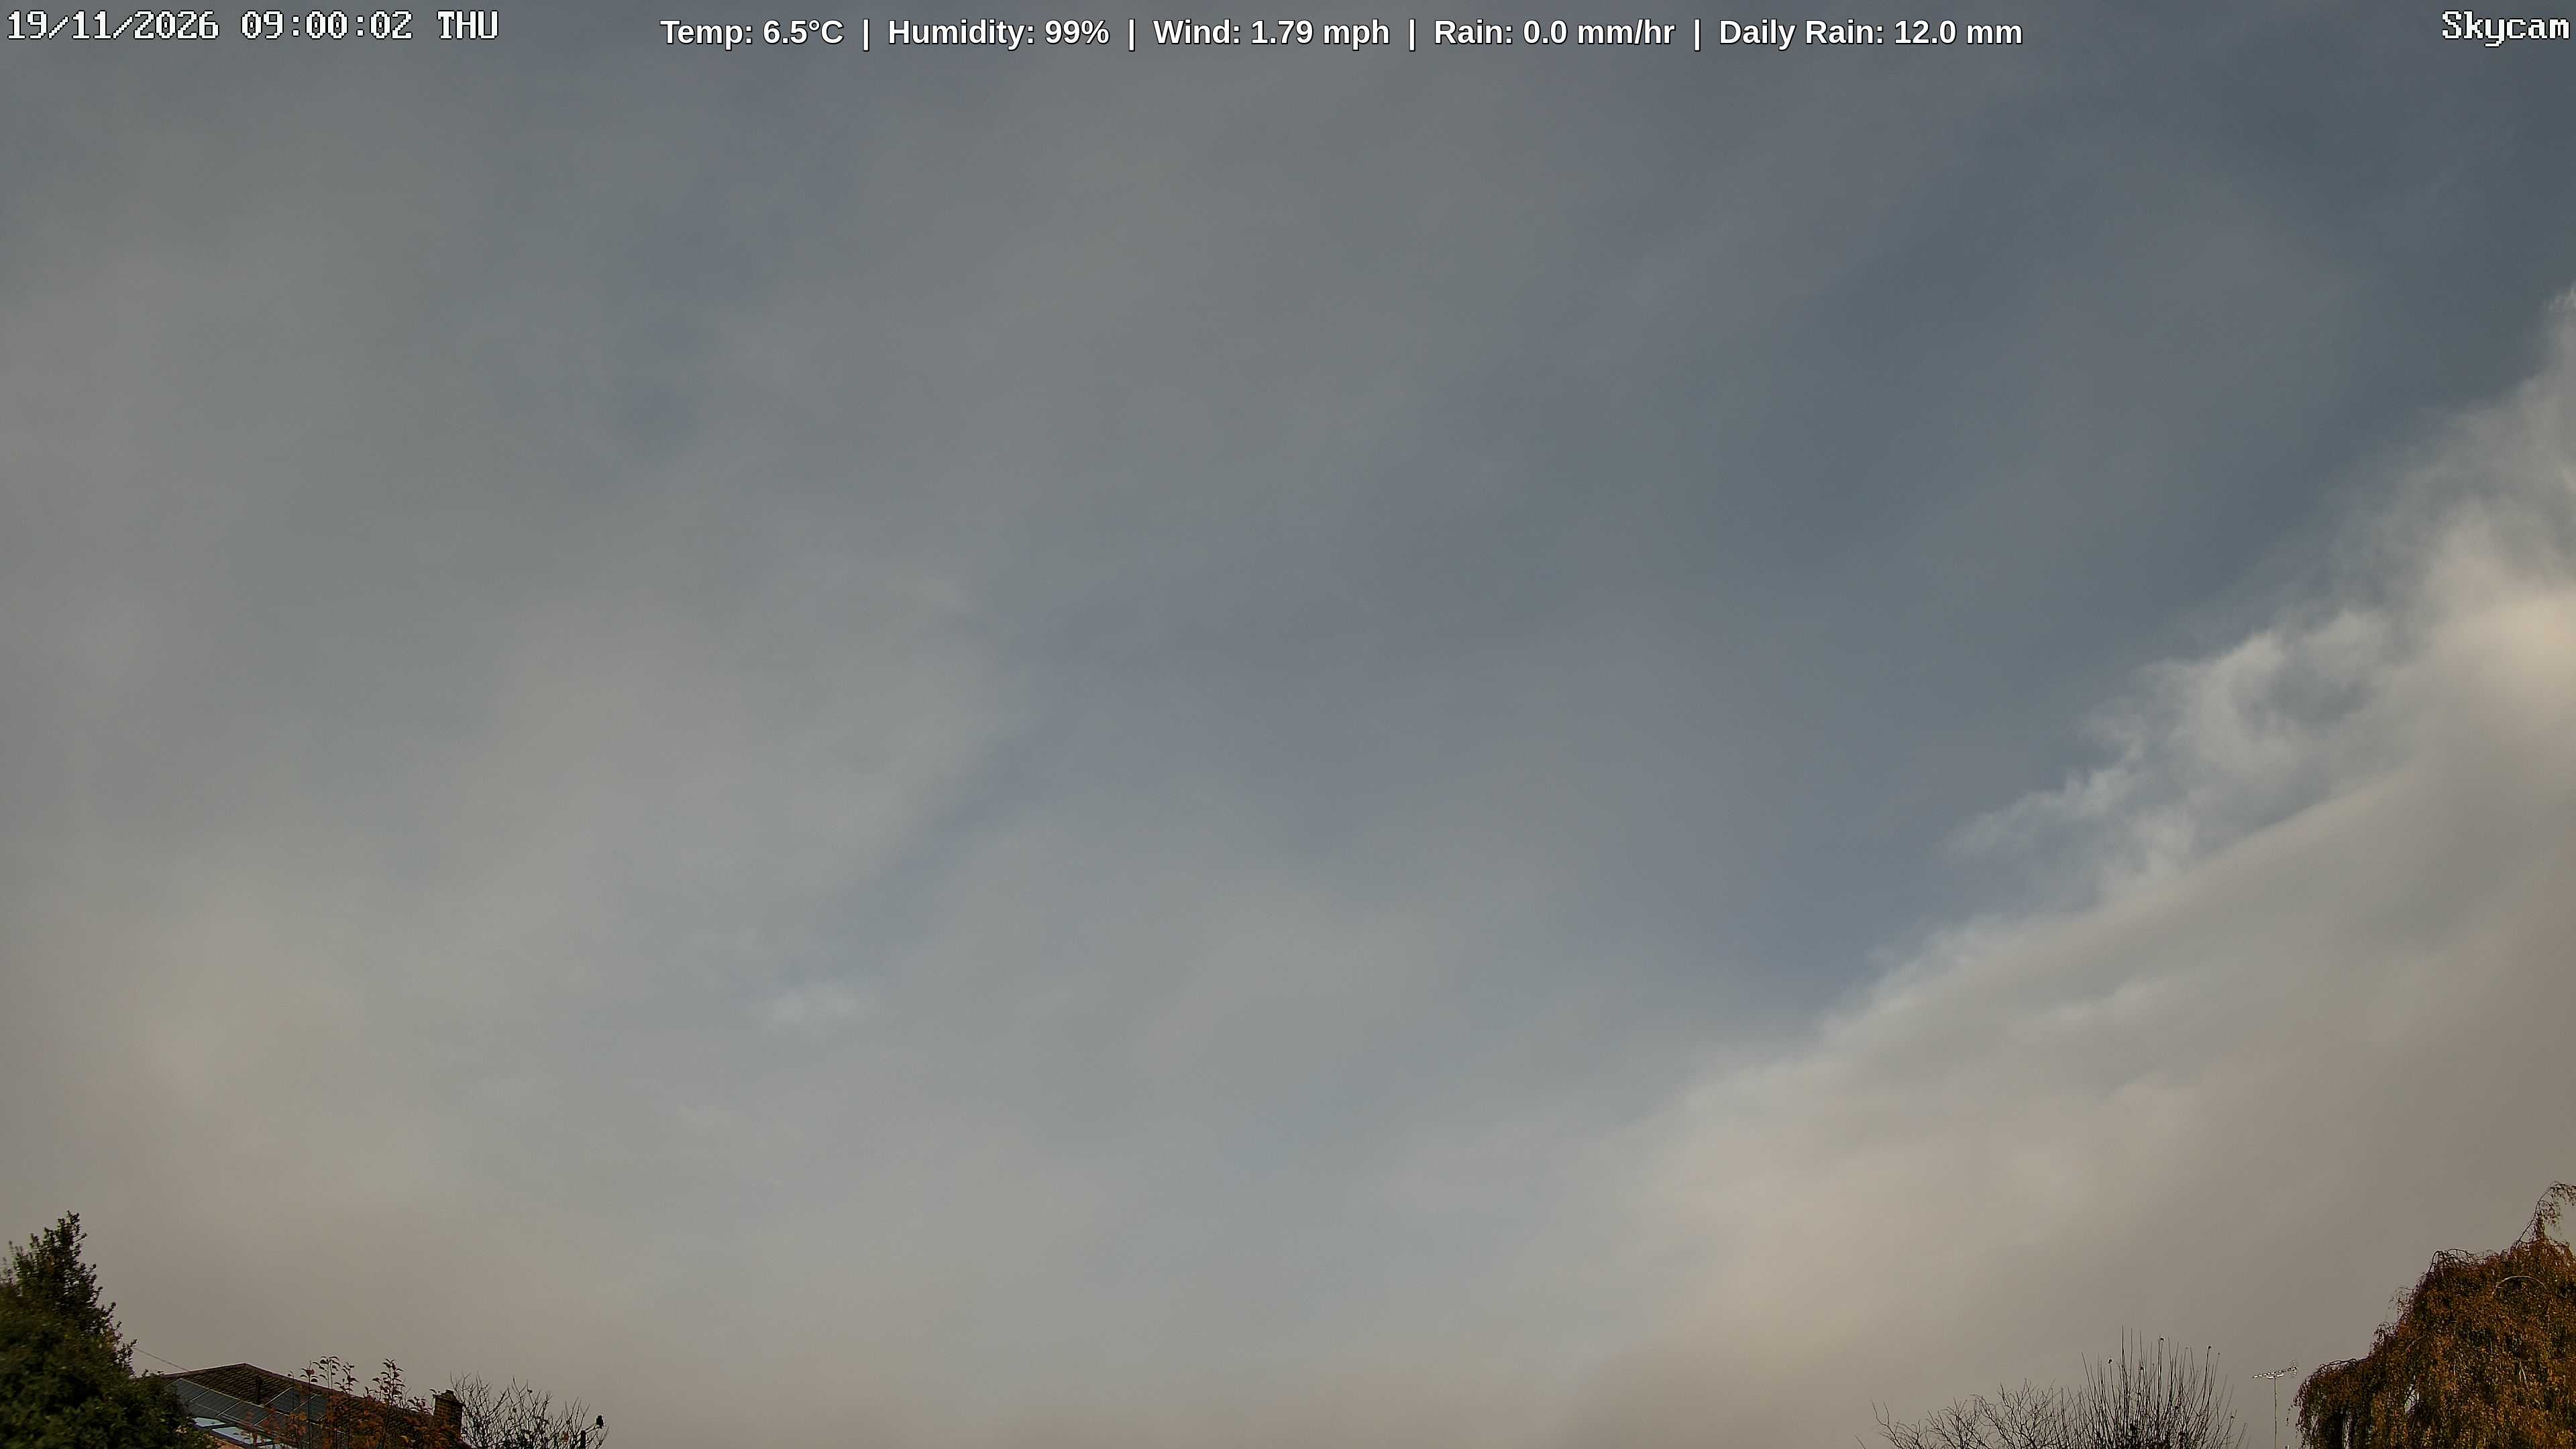 19/11/2026 09:00:02 THU
Temp: 6.5°C | Humidity: 99% | Wind: 1.79 mph | Rain: 0.0 mm/hr | Daily Rain: 12.0 mm
Skycam